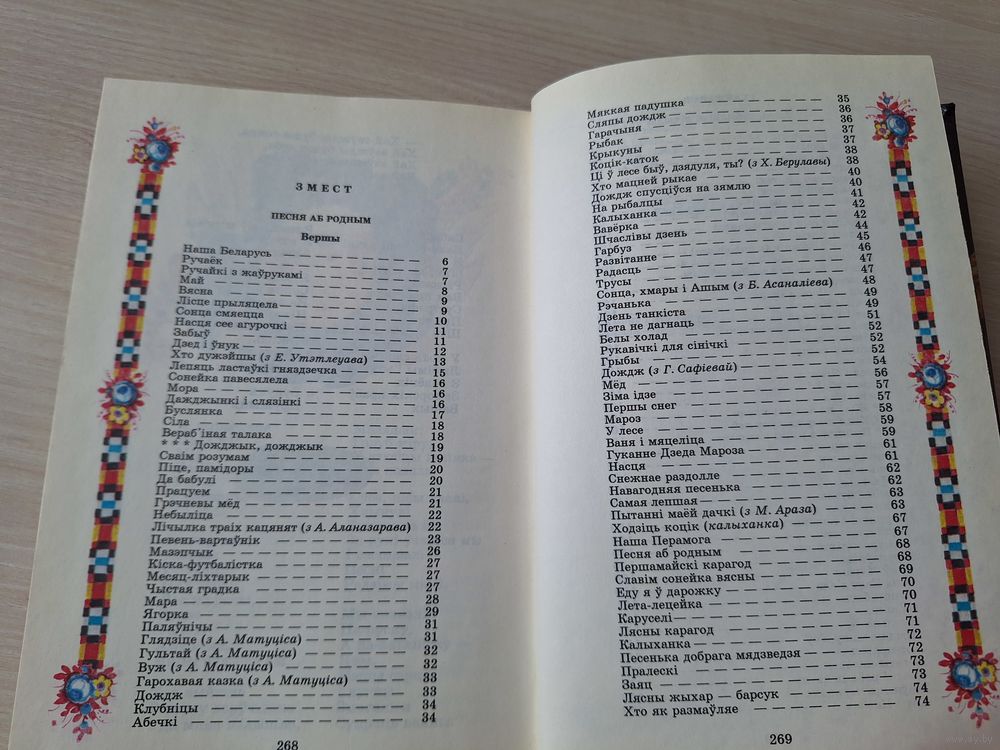 ЗМЕСТ
ПЕСНЯ АБ РОДНЫМ
Вершы
Наша Беларусь — 6
Ручаёк — 7
Ручайкі з жаўрукамі — 7
Май — 8
Вясна — 9
Лісце прыляцела — 9
Сонца смяецца — 10
Насця сее агурочкі — 11
Забыў — 11
Дзед і ўнук — 12
Хто дужэйшы (з Е. Утэтлеуава) — 13
Лепяць ластаўкі гняздзечка — 15
Сонейка павесялела — 16
Мора — 16
Дажджынкі і слязінкі — 16
Буслянка — 17
Сіла — 18
Вераб'іная талака — 18
* * * Дожджык, дожджык — 19
Сваім розумам — 19
Піце, памідоры — 20
Да бабулі — 20
Працуем — 21
Грэчневы мёд — 21
Небыліца — 22
Лічылка траіх кацянят (з А. Аланазарава) — 22
Певень-вартаўнік — 23
Мазэпчык — 26
Кіска-футбалістка — 27
Месяц-ліхтарык — 27
Чыстая градка — 27
Мара — 28
Ягорка — 29
Паляўнічы — 31
Глядзіце (з А. Матуціса) — 31
Гультай (з А. Матуціса) — 32
Вуж (з А. Матуціса) — 32
Гарохавая казка (з А. Матуціса) — 33
Дождж — 33
Клубніцы — 34
Абечкі — 34
268
Мяккая падушка — 35
Сляпы дождж — 36
Гарачыня — 36
Рыбак — 37
Крыкуны — 37
Коцік-каток — 38
Ці ў лесе быў, дзядуля, ты? (з Х. Берулавы) — 38
Хто мацней рыкае — 40
Дождж спусціўся на зямлю — 40
На рыбалцы — 41
Калыханка — 42
Вавёрка — 42
Шчаслівы дзень — 44
Гарбуз — 45
Развітанне — 46
Радасць — 47
Трусы — 47
Сонца, хмары і Ашым (з Б. Асаналіева) — 48
Рэчанька — 49
Дзень танкіста — 49
Лета не дагнаць — 51
Белы холад — 52
Рукавічкі для сінічкі — 52
Грыбы — 52
Дождж (з Г. Сафіевай) — 54
Мёд — 56
Зіма ідзе — 57
Першы снег — 57
Мароз — 58
У лесе — 59
Ваня і мяцеліца — 59
Гуканне Дзеда Мароза — 61
Насця — 61
Снежнае раздолле — 62
Навагодняя песенька — 62
Самая лепшая — 63
Пытанні маёй дачкі (з М. Араза) — 63
Ходзіць коцік (калыханка) — 67
Наша Перамога — 67
Песня аб родным — 68
Першамайскі карагод — 68
Славім сонейка вясны — 69
Еду я ў дарожку — 70
Лета-лецейка — 70
Каруселі — 71
Лясны карагод — 71
Калыханка — 72
Песенька добрага мядзведзя — 72
Пралескі — 73
Заяц — 73
Лясны жыхар — барсук — 74
Хто як размаўляе — 74
269
www.ay.by